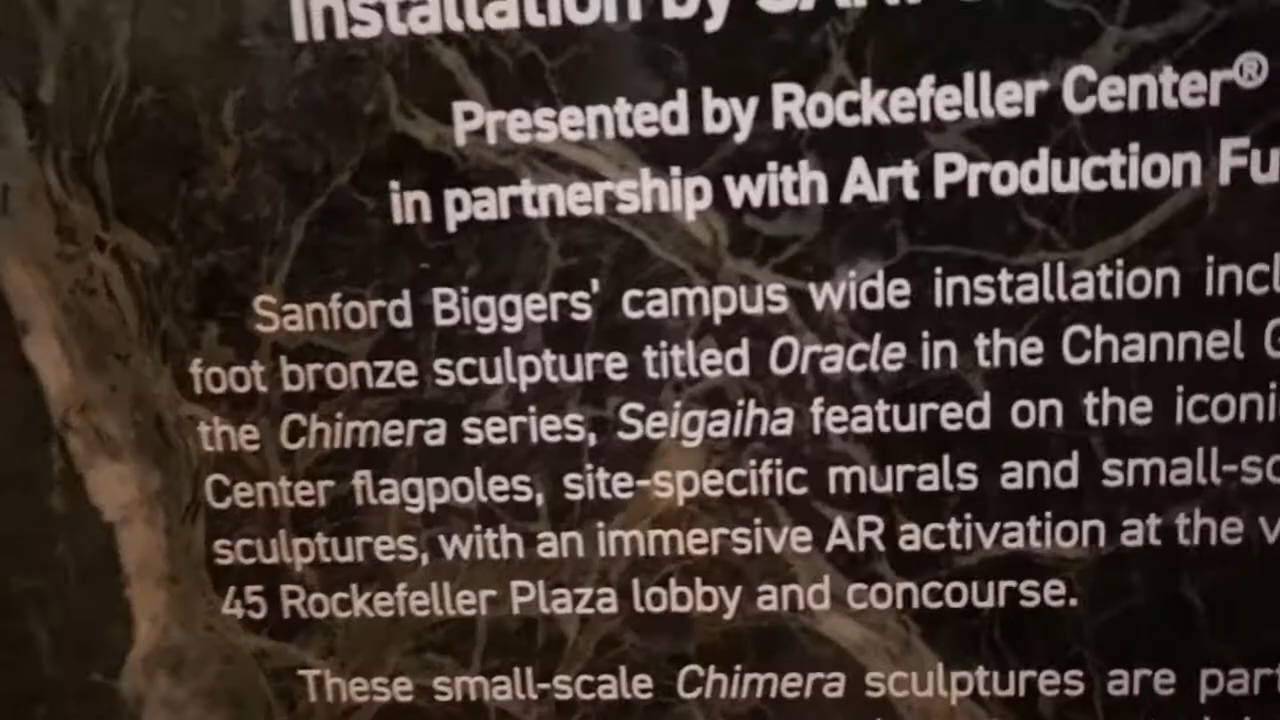 Installation by
Presented by Rockefeller Center®
in partnership with Art Production
Sanford Biggers' campus wide installation
foot bronze sculpture titled Oracle in the Channel
the Chimera series, Seigaiha featured on the
Center flagpoles, site-specific murals and
sculptures, with an immersive AR activation at the
45 Rockefeller Plaza lobby and concourse.
These small-scale Chimera sculptures are